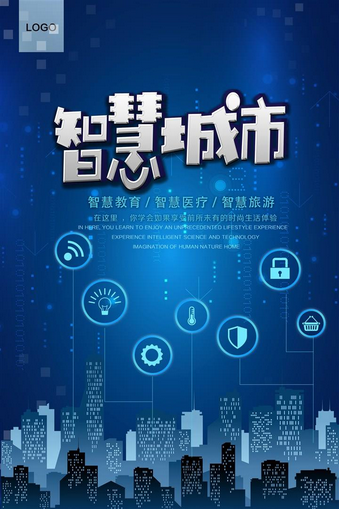 LOGO
智慧城市
智慧教育/智慧医疗/智慧旅游
在这里,你学会如果享受前所未有的时尚生活体验
IN HERE, YOU LEARN TO ENJOY AN UNPRECEDENTED LIFESTYLE EXPERIENCE
EXPERIENCE INTELLIGENT SCIENCE AND TECHNOLOGY
IMAGINATION OF HUMAN NATURE HOME